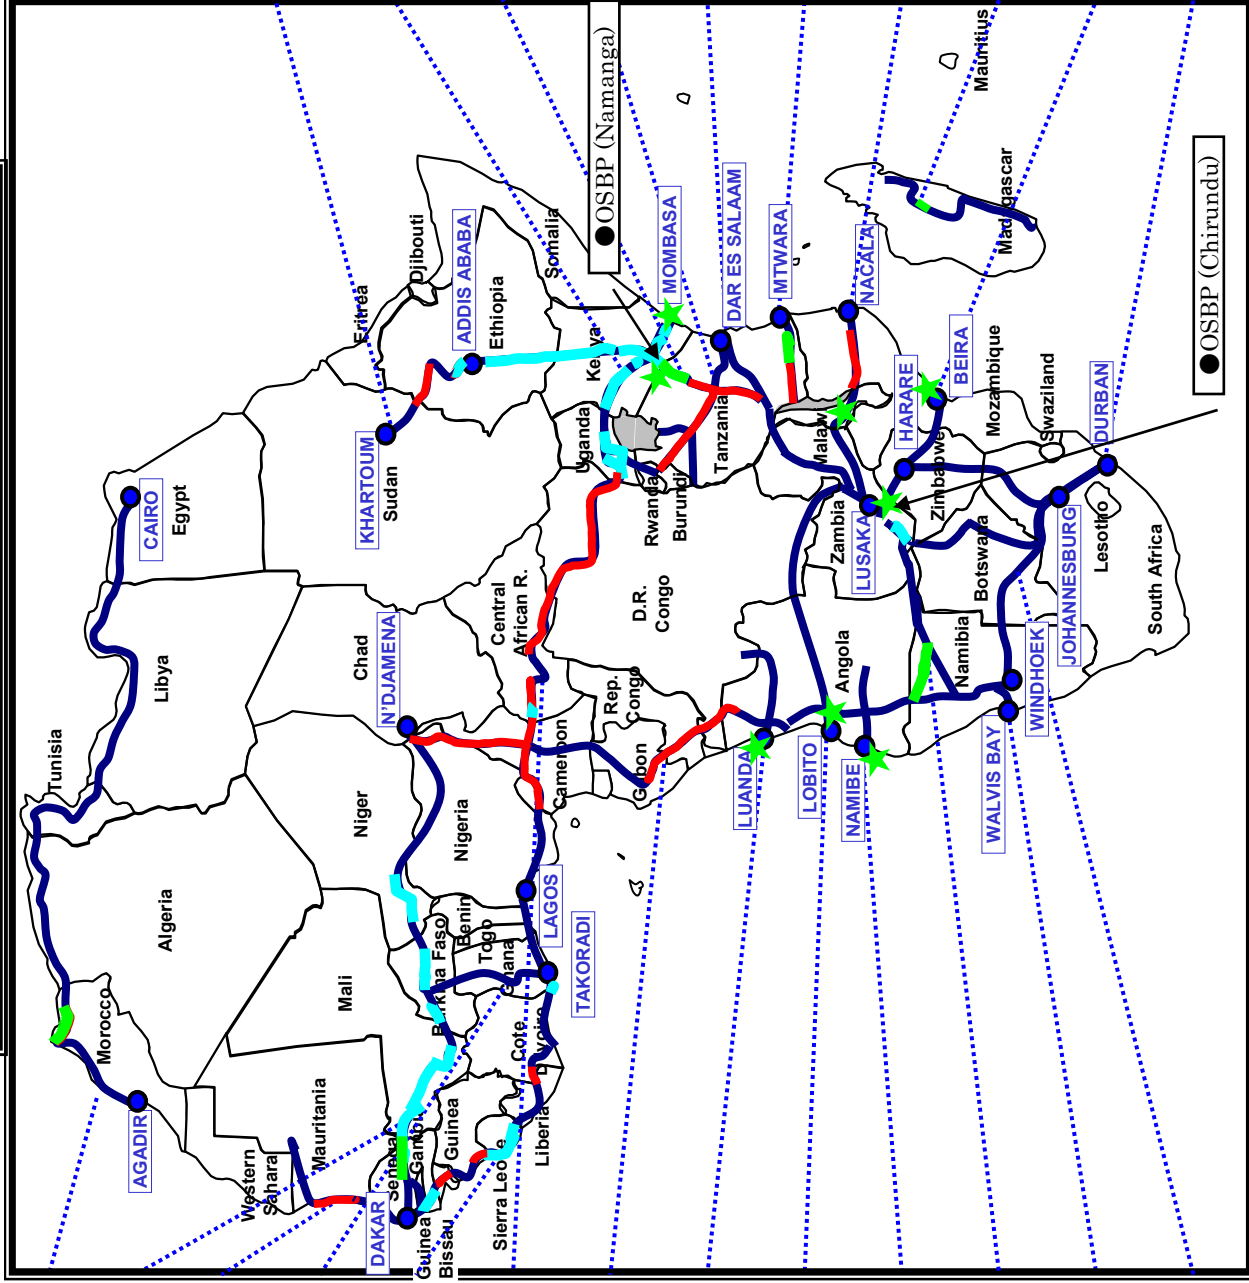 Tunisia
Morocco
Algeria
Libya
Egypt
CAIRO
AGADIR
Western
Sahara
Mauritania
Mali
Niger
Chad
Sudan
KHARTOUM
Eritrea
Djibouti
ADDIS ABABA
Ethiopia
Somalia
N'DJAMENA
DAKAR
Senegal
Gambia
Guinea
Bissau
Guinea
Sierra Leone
Liberia
Cote
D'Ivoire
Burkina Faso
Ghana
Togo
Benin
Nigeria
LAGOS
TAKORADI
Cameroon
Central
African R.
Gabon
Rep.
Congo
D.R.
Congo
Uganda
Kenya
Rwanda
Burundi
Tanzania
●OSBP (Namanga)
MOMBASA
DAR ES SALAAM
MTWARA
NACALA
Malawi
Zambia
LUSAKA
Angola
LUANDA
LOBITO
NAMIBE
HARARE
BEIRA
Zimbabwe
Mozambique
Madagascar
Mauritius
Namibia
Botswana
WALVIS BAY
WINDHOEK
JOHANNESBURG
Swaziland
Lesotho
DURBAN
South Africa
●OSBP (Chirundu)